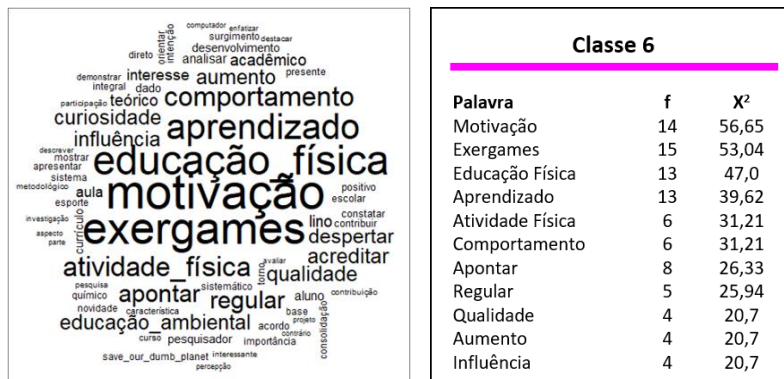 computador
enfatizar
surgimento
destacar
direto
orientar
intenção
desenvolvimento
analisar
acadêmico
demonstrar
interesse
aumento
presente
integral
dado
teórico
comportamento
participação
curiosidade
aprendizado
influência
descrever
mostrar
educação_física
apresentar
sistema
motivação
positivo
escolar
metodológico
aula
esporte
exergames
lino
constatar
contribuir
currículo
despertar
investigação
aspecto
parte
acreditar
atividade_física
torno
avaliar
qualidade
pesquisa
químico
sistemático
apontar
regular
aluno
contribuição
novidade
característica
base
projeto
educação_ambiental
acordo
contrário
consolidação
curso
pesquisador
importância
save_our_dumb_planet
interessante
percepção
Classe 6
Palavra f X²
Motivação 14 56,65
Exergames 15 53,04
Educação Física 13 47,0
Aprendizado 13 39,62
Atividade Física 6 31,21
Comportamento 6 31,21
Apontar 8 26,33
Regular 5 25,94
Qualidade 4 20,7
Aumento 4 20,7
Influência 4 20,7